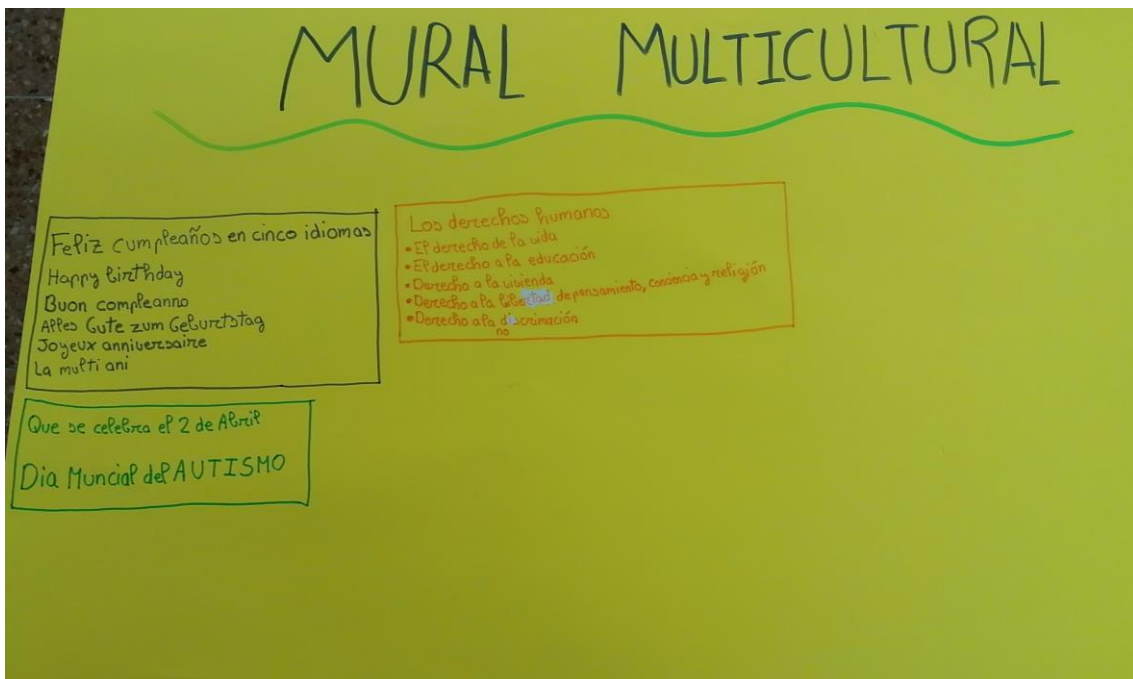 MURAL MULTICULTURAL
Feliz cumpleaños en cinco idiomas
Happy birthday
Buon compleanno
Alles Gute zum Geburtstag
Joyeux anniversaire
La multi ani
Los derechos humanos
• El derecho de la vida
• El derecho a la educación
• Derecho a la vivienda
• Derecho a la libertad de pensamiento, conciencia y religión
• Derecho a la discrimación
no
Que se celebra el 2 de Abril
Dia Muncial del AUTISMO